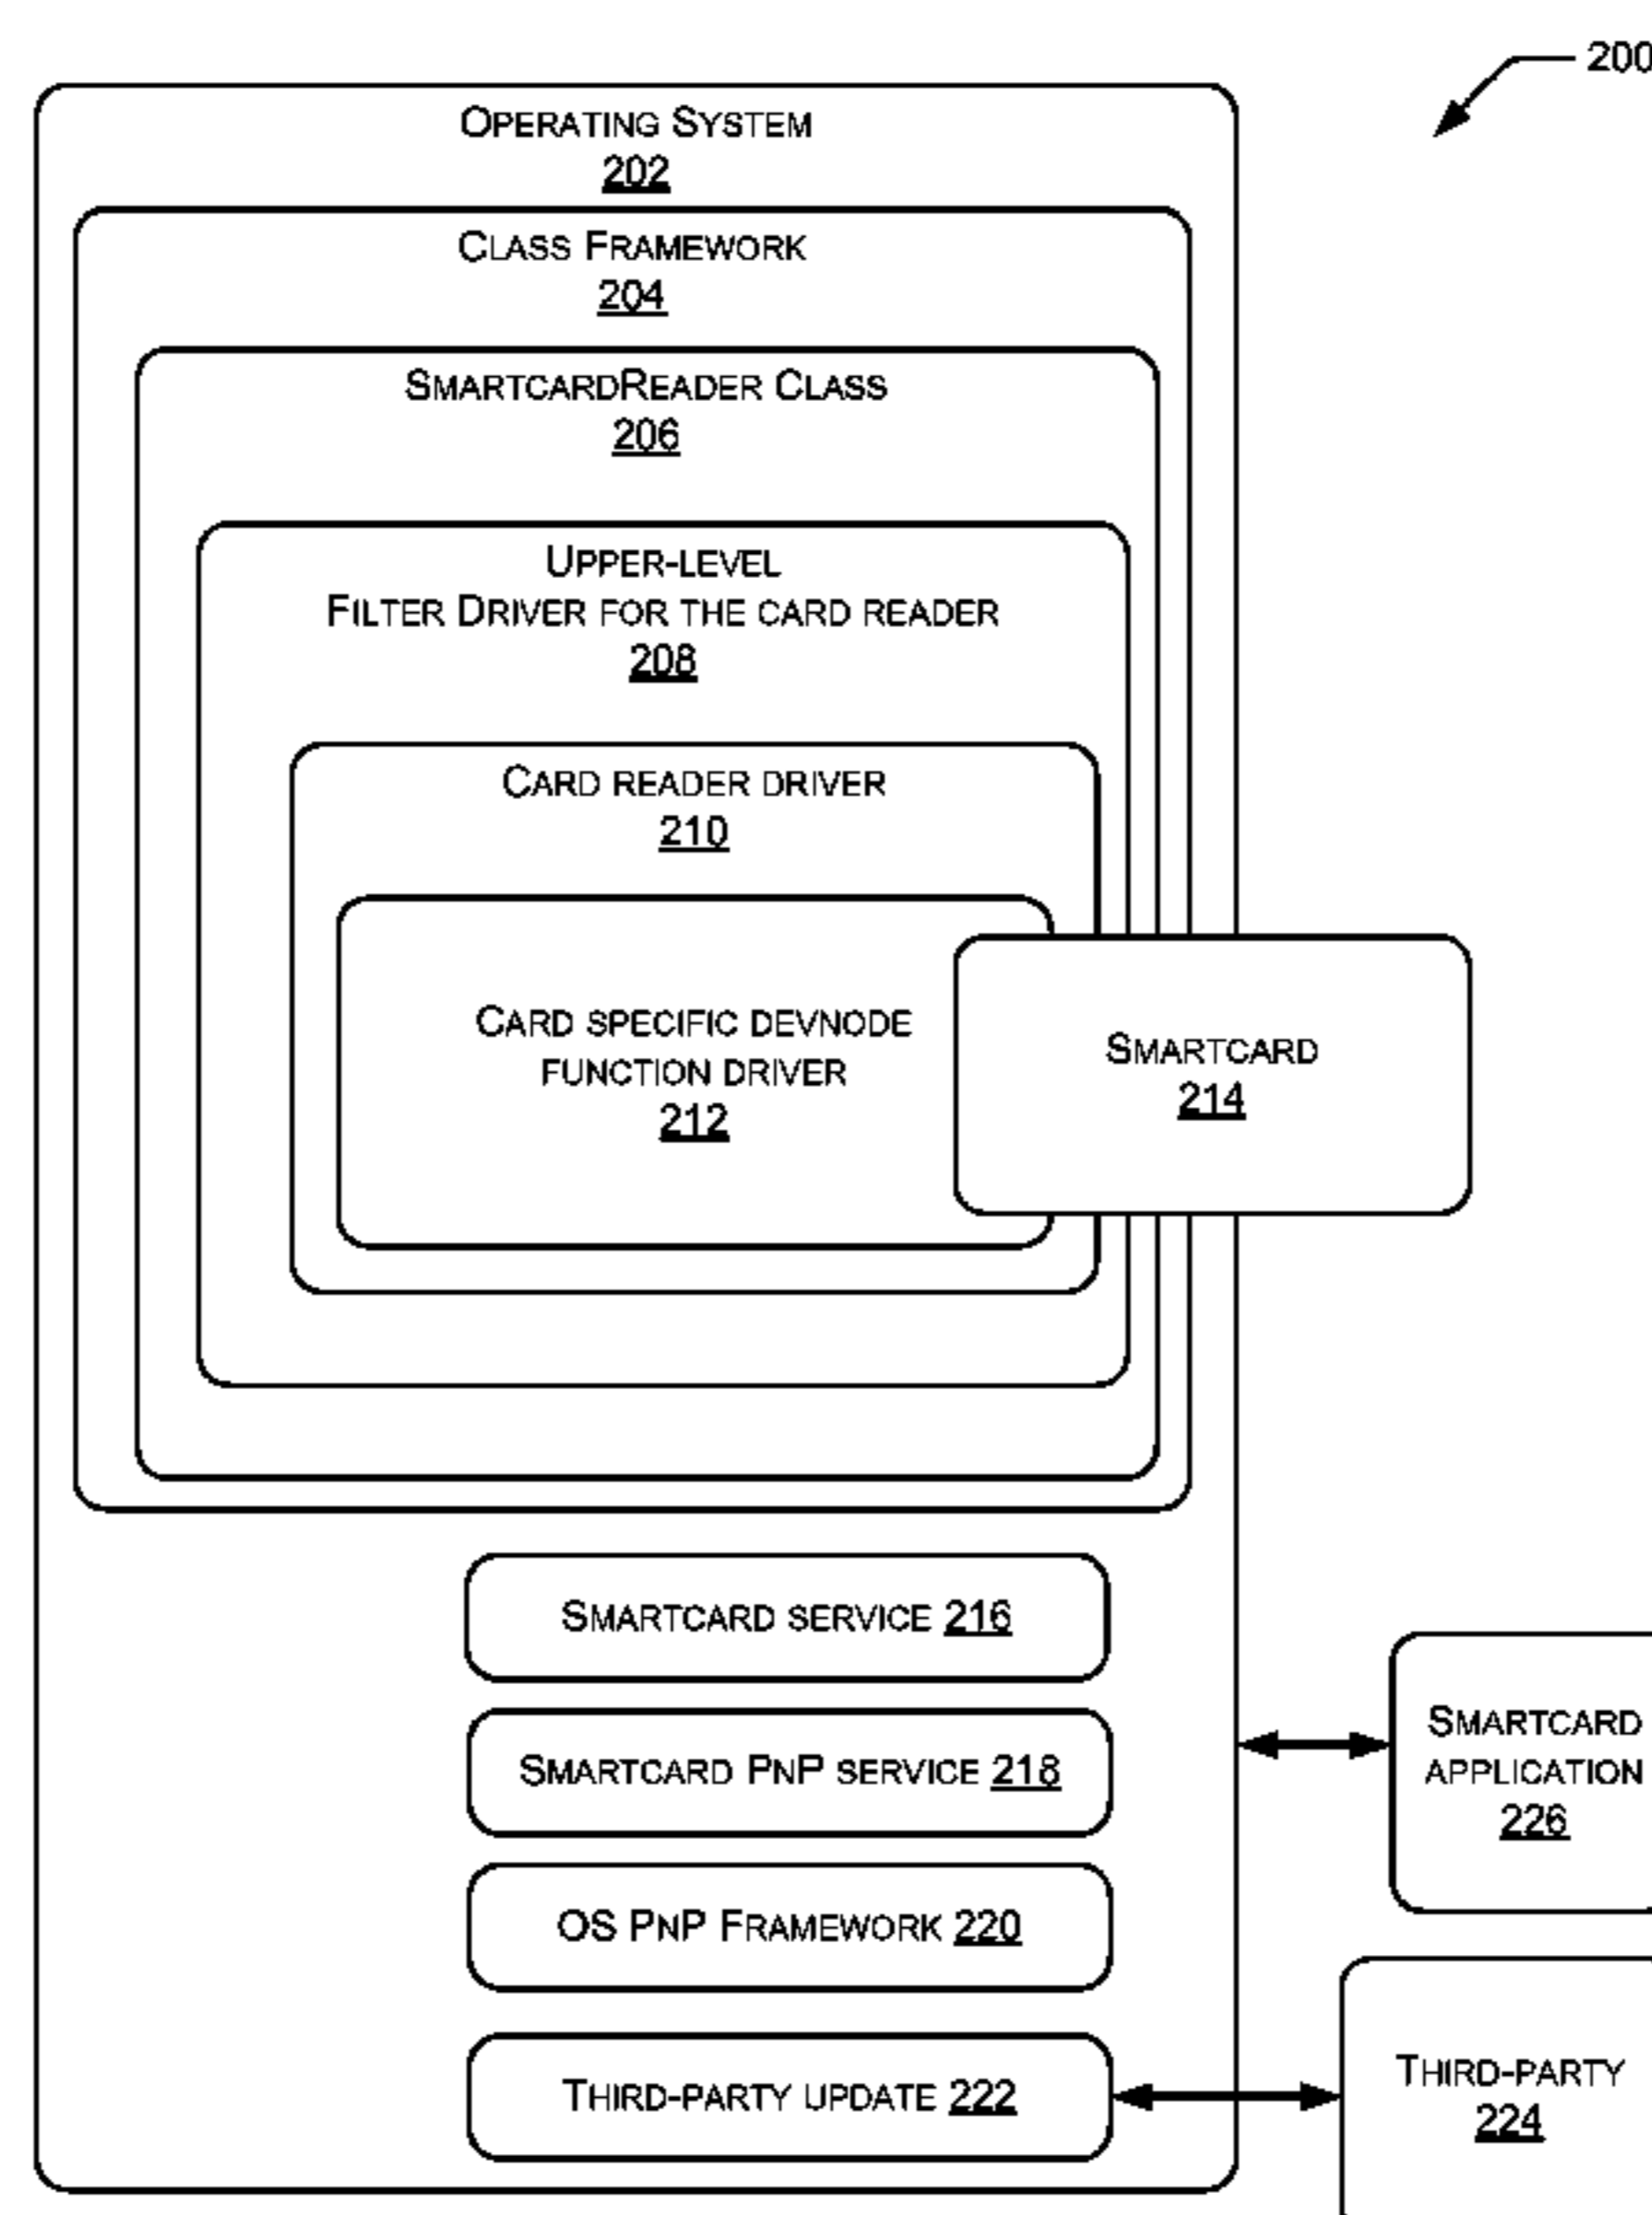 200
Operating System
202
Class Framework
204
SmartcardReader Class
206
Upper-level
Filter Driver for the card reader
208
Card reader driver
210
Card specific devnode
function driver
212
Smartcard
214
Smartcard service 216
Smartcard PnP service 218
OS PnP Framework 220
Third-party update 222
Smartcard
application
226
Third-party
224